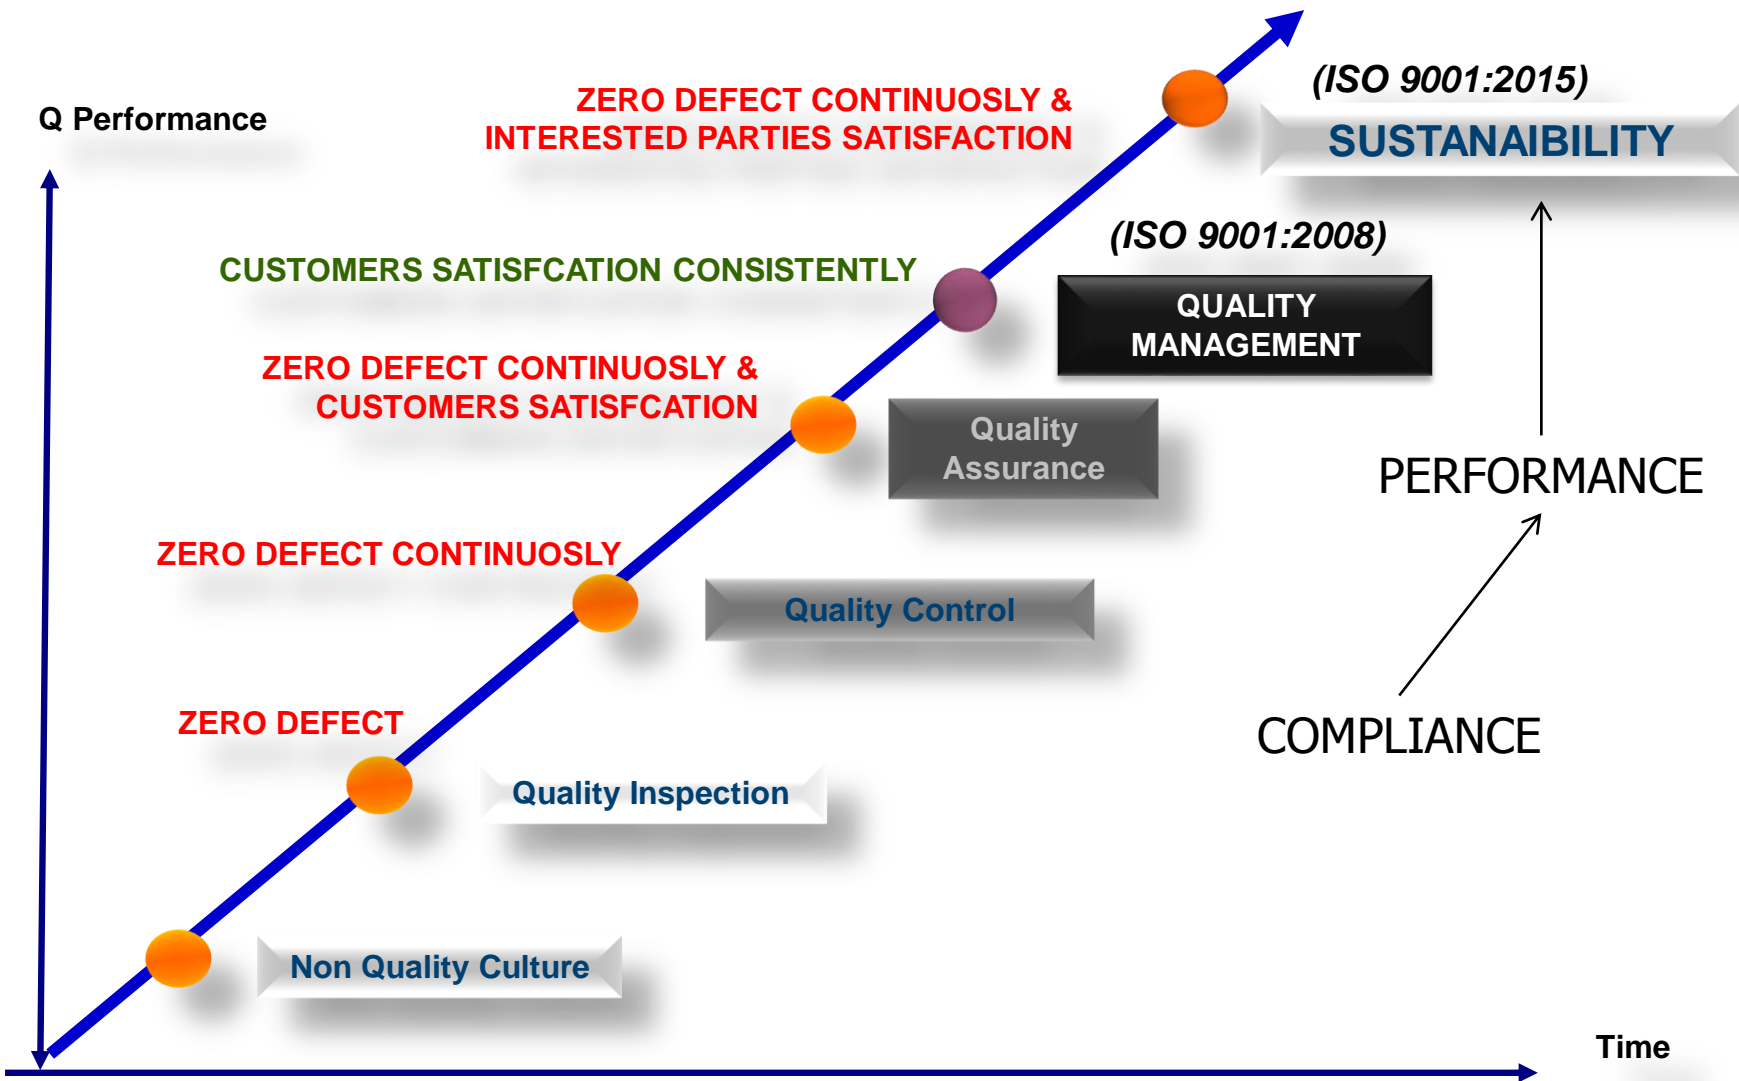 (ISO 9001:2015)
ZERO DEFECT CONTINUOSLY &
INTERESTED PARTIES SATISFACTION
Q Performance
SUSTANAIBILITY
(ISO 9001:2008)
CUSTOMERS SATISFCATION CONSISTENTLY
QUALITY
MANAGEMENT
ZERO DEFECT CONTINUOSLY &
CUSTOMERS SATISFCATION
Quality
Assurance
PERFORMANCE
ZERO DEFECT CONTINUOSLY
Quality Control
ZERO DEFECT
COMPLIANCE
Quality Inspection
Non Quality Culture
Time